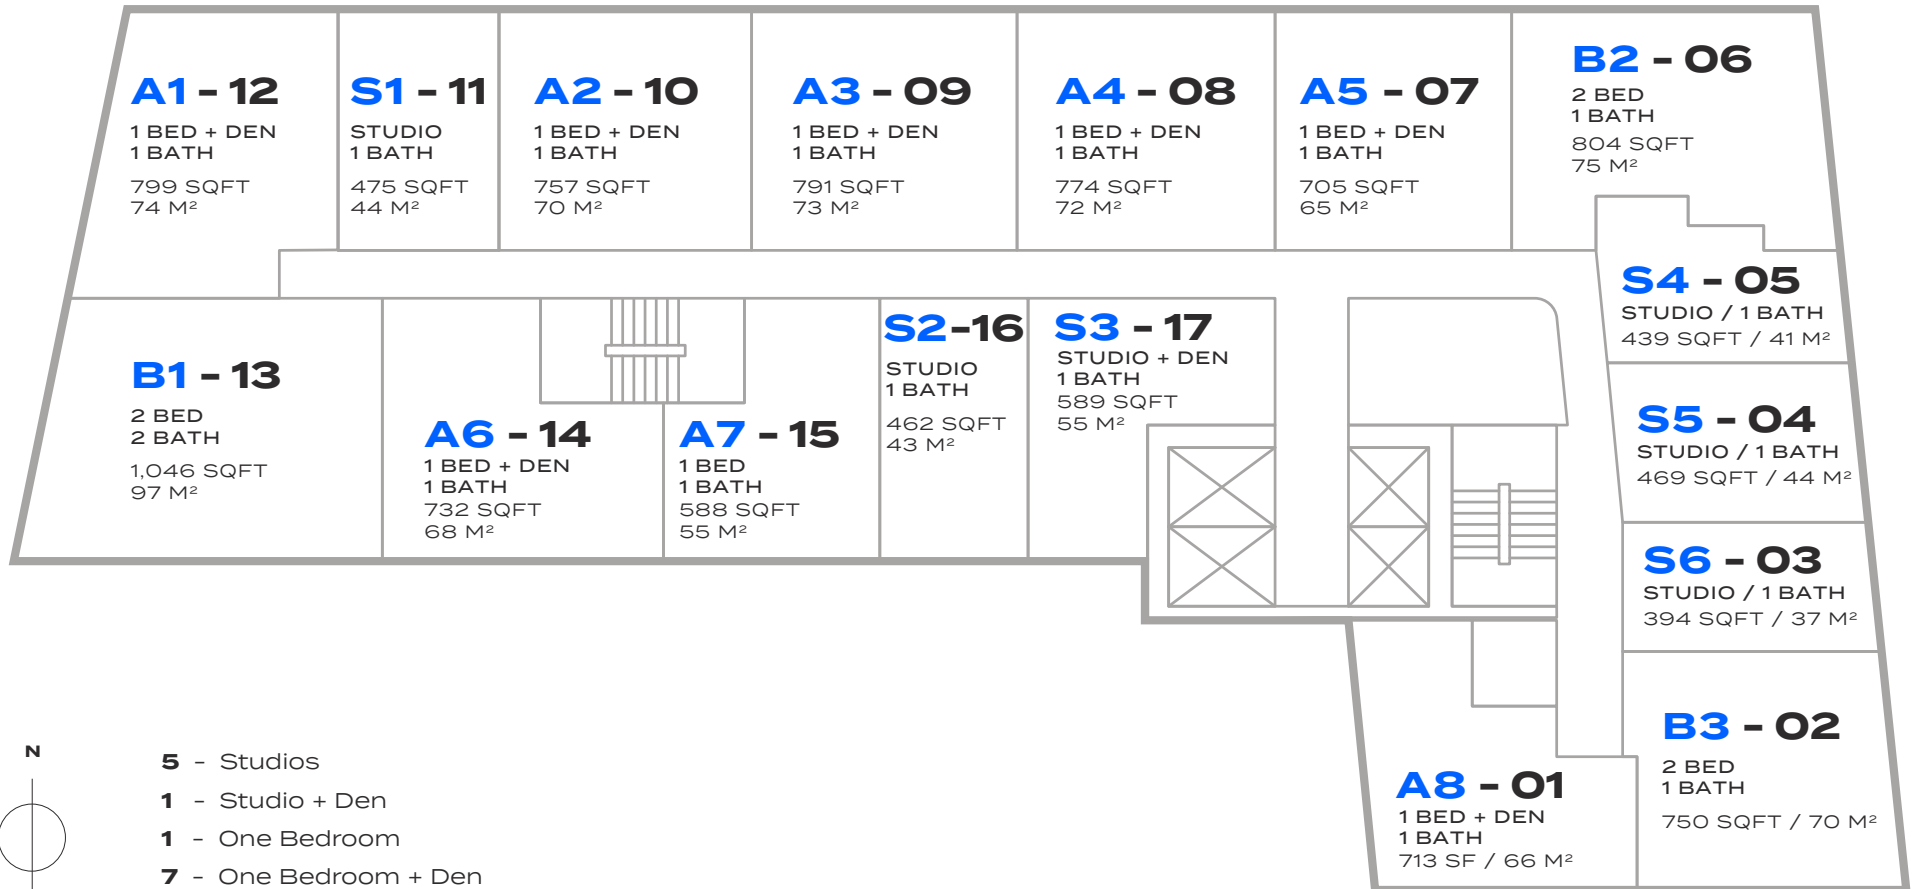 A1 - 12
1 BED + DEN
1 BATH
799 SQFT
74 M²
S1 - 11
STUDIO
1 BATH
475 SQFT
44 M²
A2 - 10
1 BED + DEN
1 BATH
757 SQFT
70 M²
A3 - 09
1 BED + DEN
1 BATH
791 SQFT
73 M²
A4 - 08
1 BED + DEN
1 BATH
774 SQFT
72 M²
A5 - 07
1 BED + DEN
1 BATH
705 SQFT
65 M²
B2 - 06
2 BED
1 BATH
804 SQFT
75 M²
S4 - 05
STUDIO / 1 BATH
439 SQFT / 41 M²
B1 - 13
2 BED
2 BATH
1,046 SQFT
97 M²
A6 - 14
1 BED + DEN
1 BATH
732 SQFT
68 M²
A7 - 15
1 BED
1 BATH
588 SQFT
55 M²
S2-16
STUDIO
1 BATH
462 SQFT
43 M²
S3 - 17
STUDIO + DEN
1 BATH
589 SQFT
55 M²
S5 - 04
STUDIO / 1 BATH
469 SQFT / 44 M²
S6 - 03
STUDIO / 1 BATH
394 SQFT / 37 M²
B3 - 02
2 BED
1 BATH
750 SQFT / 70 M²
A8 - 01
1 BED + DEN
1 BATH
713 SF / 66 M²
N
5 - Studios
1 - Studio + Den
1 - One Bedroom
7 - One Bedroom + Den